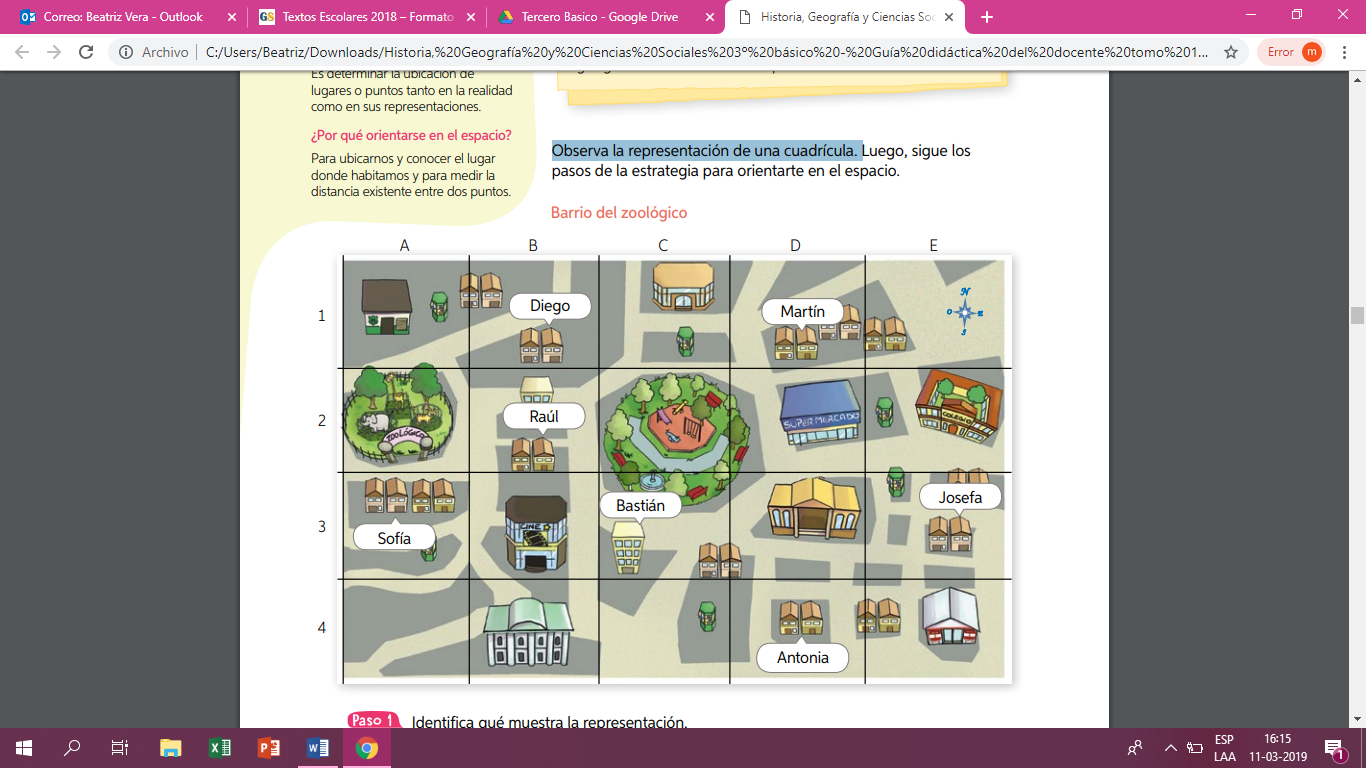 Correo: Beatriz Vera - Outlook
Textos Escolares 2018 – Formato
Tercero Basico - Google Drive
Historia, Geografía y Ciencias Soc
Archivo
C:/Users/Beatriz/Downloads/Historia,%20Geografía%20y%20Ciencias%20Sociales%203º%20básico%20-%20Guía%20didáctica%20del%20docente%20tomo%201...
Error
m
Es determinar la ubicación de
lugares o puntos tanto en la realidad
como en sus representaciones.
¿Por qué orientarse en el espacio?
Para ubicarnos y conocer el lugar
donde habitamos y para medir la
distancia existente entre dos puntos.
Observa la representación de una cuadrícula. Luego, sigue los
pasos de la estrategia para orientarte en el espacio.
Barrio del zoológico
A B C D E
1
Diego
Martín
N
O E
S
2
Raúl
ZOOLÓGICO
SUPERMERCADO
COLEGIO
3
Sofía
CINE
Bastián
Josefa
4
Antonia
Paso 1 Identifica qué muestra la representación.
ESP
LAA
16:15
11-03-2019
1